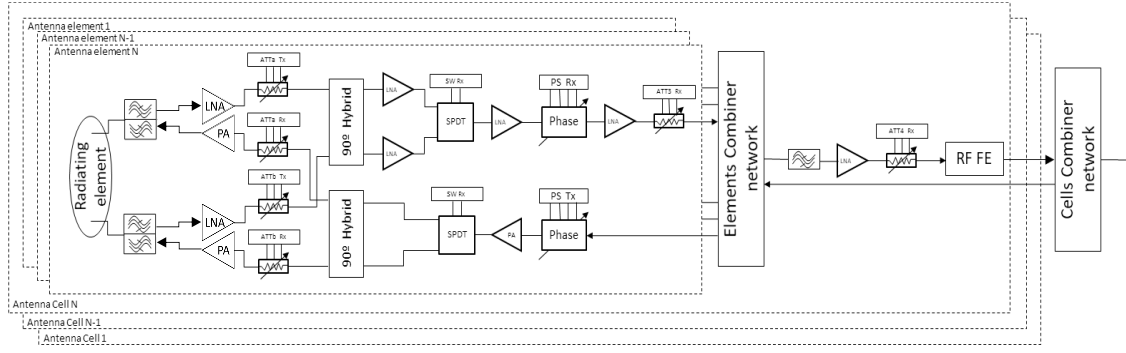 Antenna element 1
Antenna element N-1
Antenna element N
Radiating
element
LNA
PA
LNA
PA
ATTa Tx
ATTa Rx
ATTb Tx
ATTb Rx
90º Hybrid
90º Hybrid
LNA
LNA
SW Rx
SPDT
LNA
PS Rx
Phase
LNA
ATT3 Rx
SW Rx
SPDT
PA
PS Tx
Phase
Elements Combiner
network
LNA
ATT4 Rx
RF FE
Cells Combiner
network
Antenna Cell N
Antenna Cell N-1
Antenna Cell 1